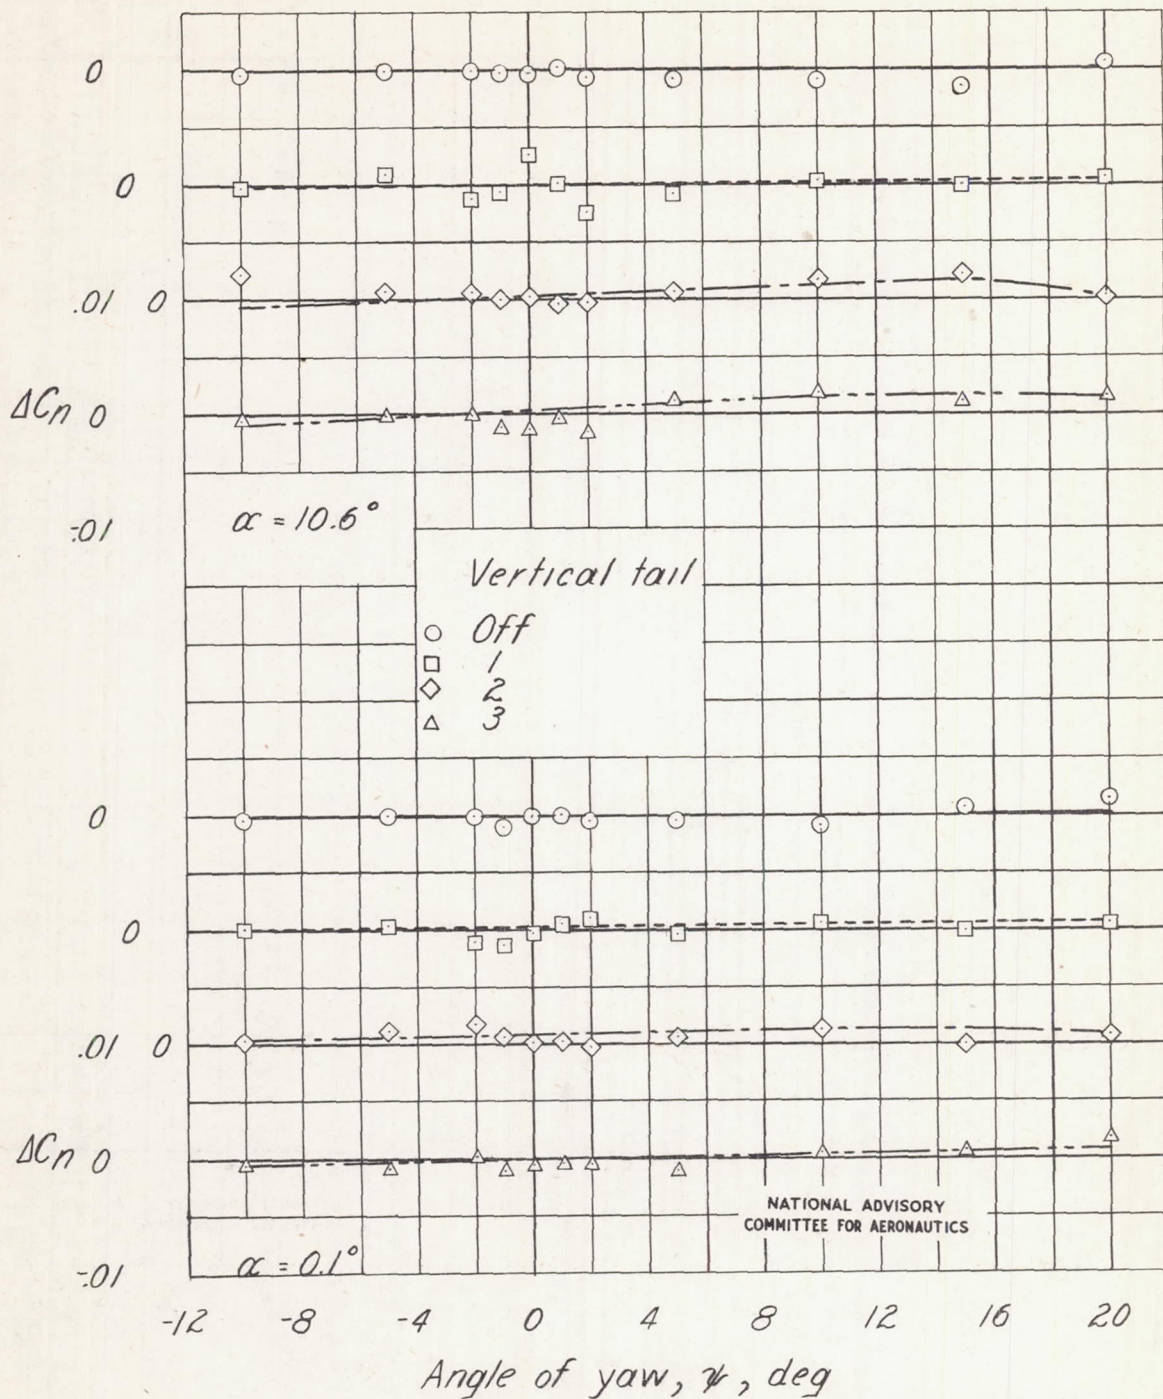 0
0
.01 0
ΔCn 0
-.01
α = 10.6°
Vertical tail
Off
1
2
3
0
0
.01 0
ΔCn 0
-.01
α = 0.1°
NATIONAL ADVISORY
COMMITTEE FOR AERONAUTICS
-12 -8 -4 0 4 8 12 16 20
Angle of yaw, ψ, deg